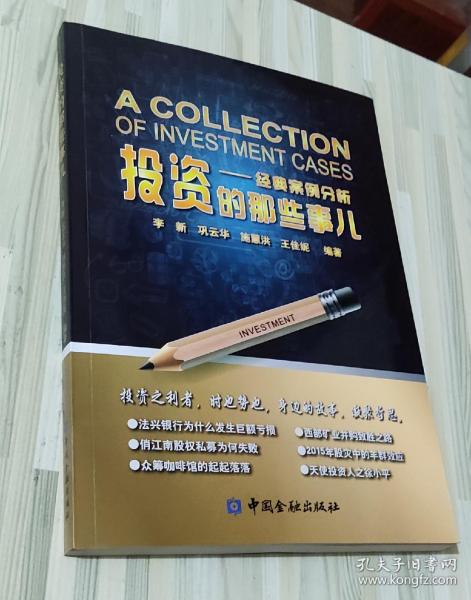 A COLLECTION
OF INVESTMENT CASES
投资的那些事儿
——经典案例分析
李 新 巩云华 施慧洪 王佳妮 编著
INVESTMENT
投资之利者，时也势也，身边的故事，
●法兴银行为什么发生巨额亏损
●俏江南股权私募为何失败
●众筹咖啡馆的起起落落
●西部矿业并购致胜之路
●2015年股灾中的羊群效应
●天使投资人之徐小平
中国金融出版社
孔夫子旧书网
www.kongfz.com